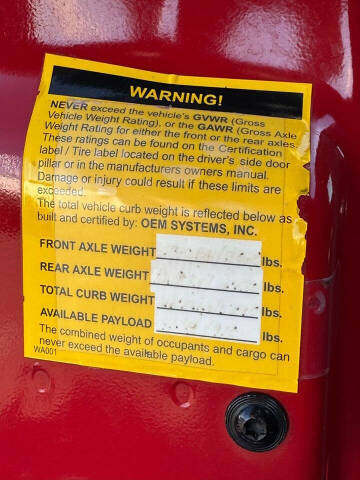 WARNING!
NEVER exceed the vehicle's GVWR (Gross
Vehicle Weight Rating), or the GAWR (Gross Axle
Weight Rating for either the front or the rear axles.
These ratings can be found on the Certification
label / Tire label located on the driver's side door
pillar or in the manufacturers owners manual.
Damage or injury could result if these limits are
exceeded.
The total vehicle curb weight is reflected below as
built and certified by: OEM SYSTEMS, INC.
FRONT AXLE WEIGHT lbs.
REAR AXLE WEIGHT lbs.
TOTAL CURB WEIGHT lbs.
AVAILABLE PAYLOAD lbs.
The combined weight of occupants and cargo can
never exceed the available payload.
WA001